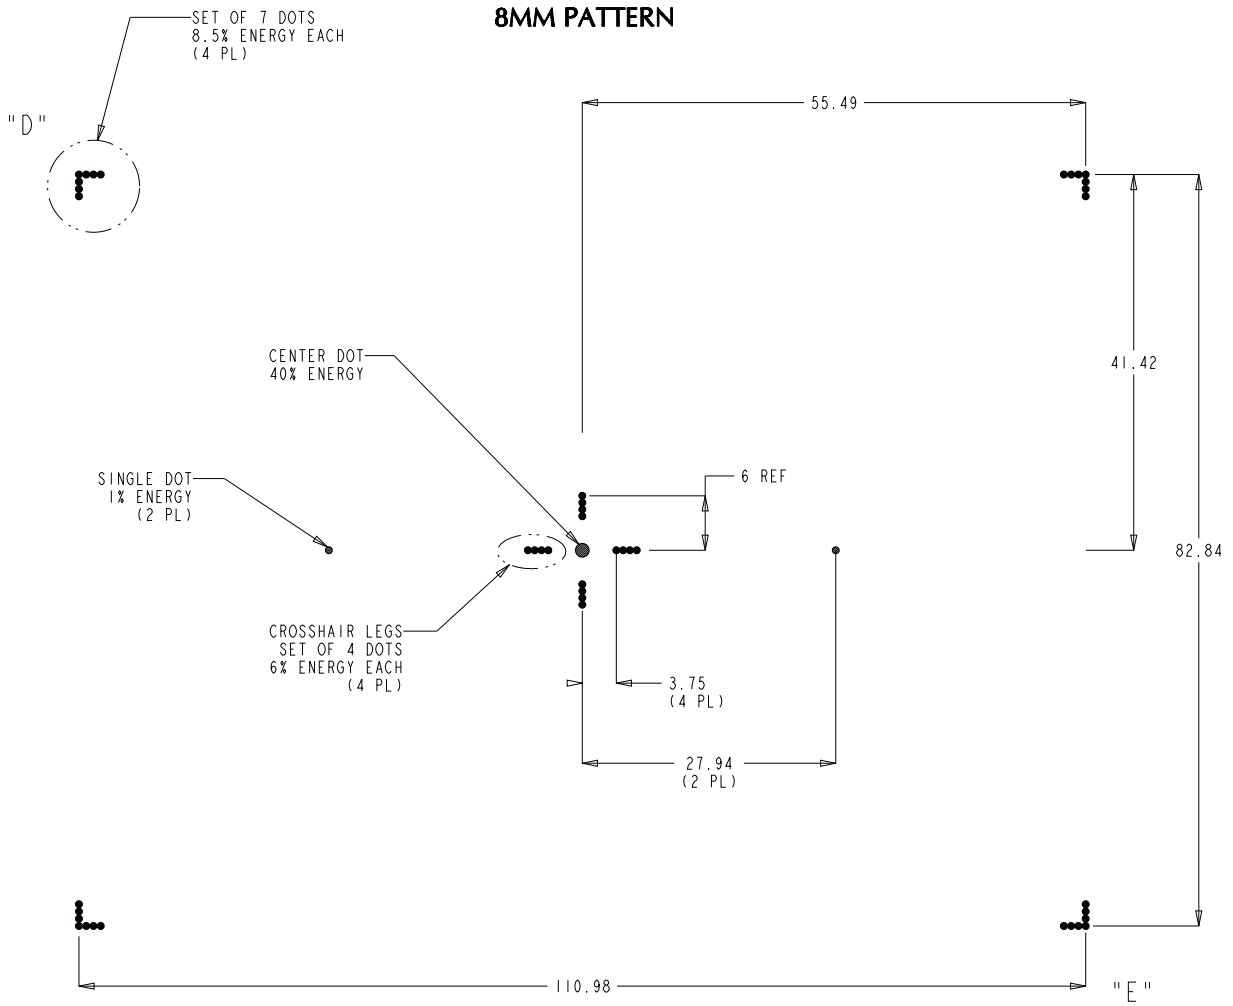 8MM PATTERN
SET OF 7 DOTS
8.5% ENERGY EACH
(4 PL)
"D"
55.49
41.42
82.84
CENTER DOT
40% ENERGY
6 REF
SINGLE DOT
1% ENERGY
(2 PL)
CROSSHAIR LEGS
SET OF 4 DOTS
6% ENERGY EACH
(4 PL)
3.75
(4 PL)
27.94
(2 PL)
110.98
"E"